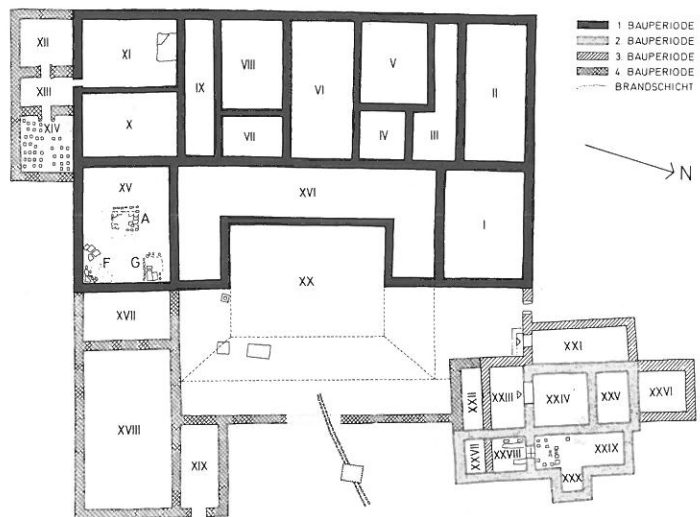 1 BAUPERIODE
2. BAUPERIODE
3. BAUPERIODE
4 BAUPERIODE
BRANDSCHICHT
N
XII
XI
IX
VIII
VI
V
II
XIII
XIV
X
VII
IV
III
XV
A
F
G
XVI
I
XX
XVII
XVIII
XIX
XXI
XXII
XXIII
XXIV
XXV
XXVI
XXVII
XXVIII
XXIX
XXX